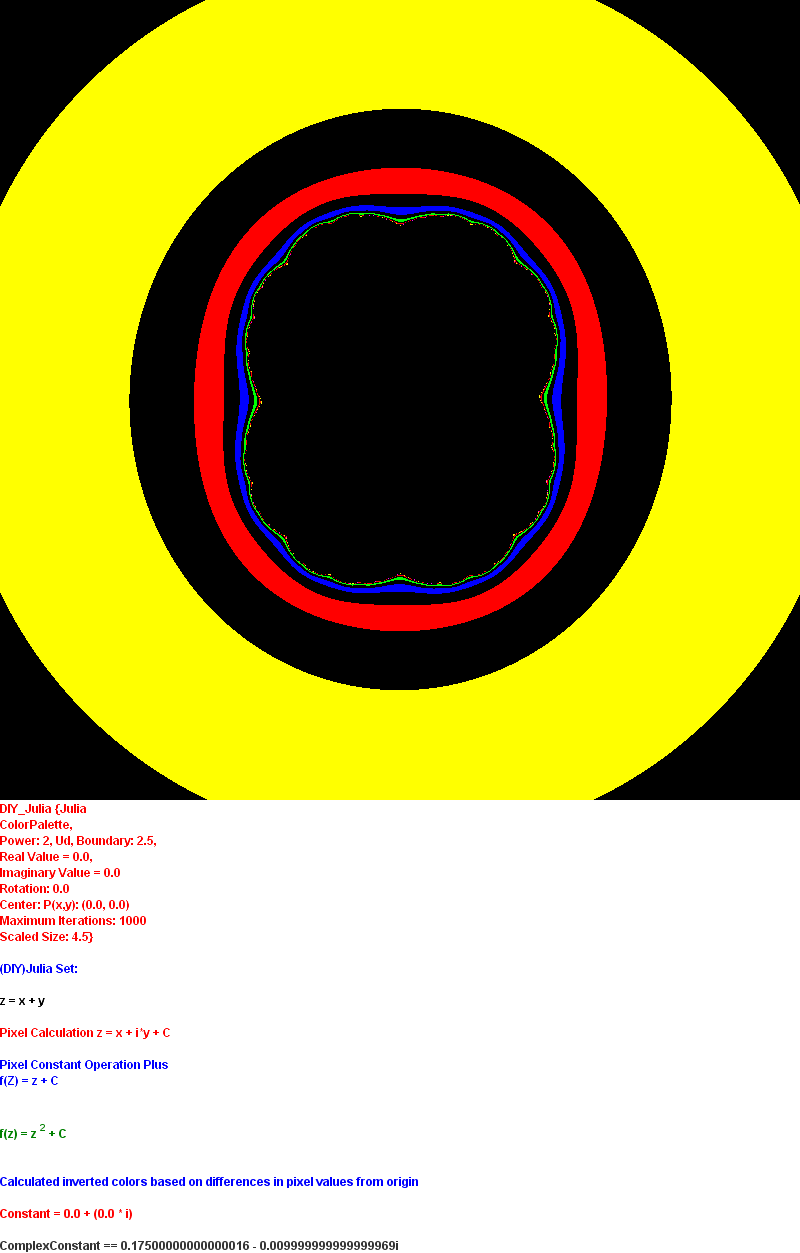 DIY_Julia {Julia
ColorPalette,
Power: 2, Ud, Boundary: 2.5,
Real Value = 0.0,
Imaginary Value = 0.0
Rotation: 0.0
Center: P(x,y): (0.0, 0.0)
Maximum Iterations: 1000
Scaled Size: 4.5}
(DIY)Julia Set:
z = x + y
Pixel Calculation z = x + i*y + C
Pixel Constant Operation Plus
f(Z) = z + C
f(z) = z 2 + C
Calculated inverted colors based on differences in pixel values from origin
Constant = 0.0 + (0.0 * i)
ComplexConstant == 0.17500000000000016 - 0.009999999999999969i